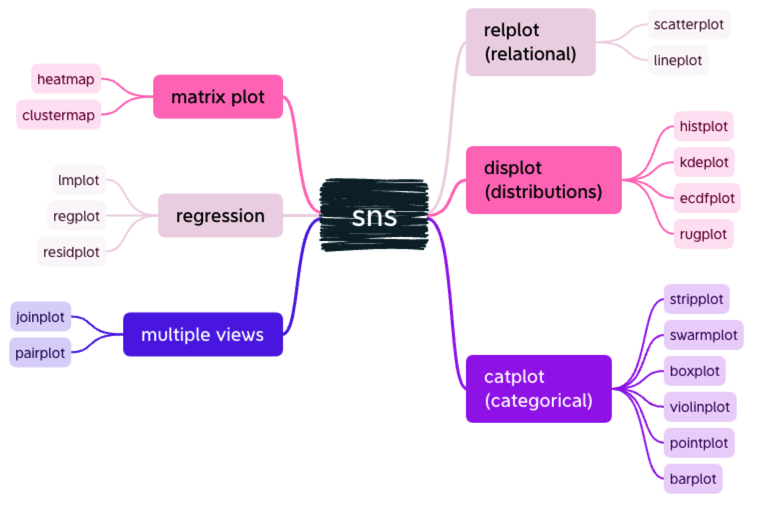 sns
relplot
(relational)
scatterplot
lineplot
displot
(distributions)
histplot
kdeplot
ecdfplot
rugplot
catplot
(categorical)
stripplot
swarmplot
boxplot
violinplot
pointplot
barplot
matrix plot
heatmap
clustermap
regression
lmplot
regplot
residplot
multiple views
joinplot
pairplot